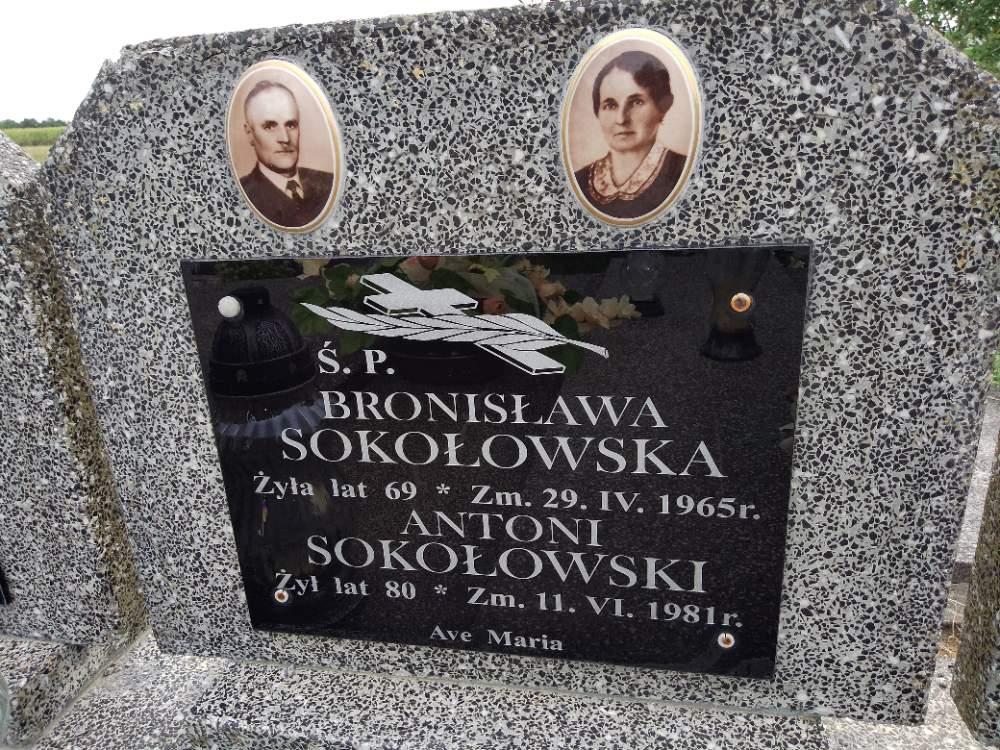 Ś. P.
BRONISŁAWA
SOKOŁOWSKA
Żyła lat 69 * Zm. 29. IV. 1965r.
ANTONI
SOKOŁOWSKI
Żył lat 80 * Zm. 11. VI. 1981r.
Ave Maria